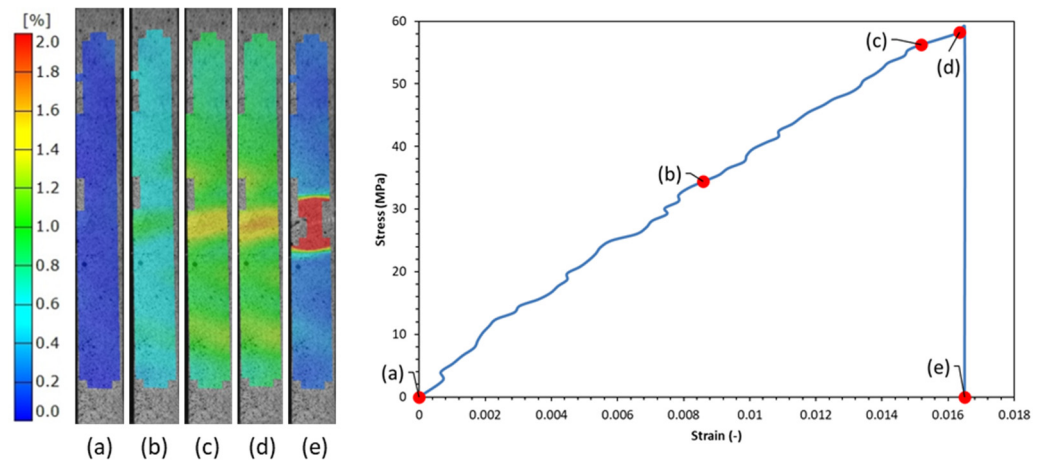 [%]
2.0
1.8
1.6
1.4
1.2
1.0
0.8
0.6
0.4
0.2
0.0
(a) (b) (c) (d) (e)
Stress (MPa)
60
50
40
30
20
10
0
(a)
(b)
(c)
(d)
(e)
0 0.002 0.004 0.006 0.008 0.01 0.012 0.014 0.016 0.018
Strain (-)